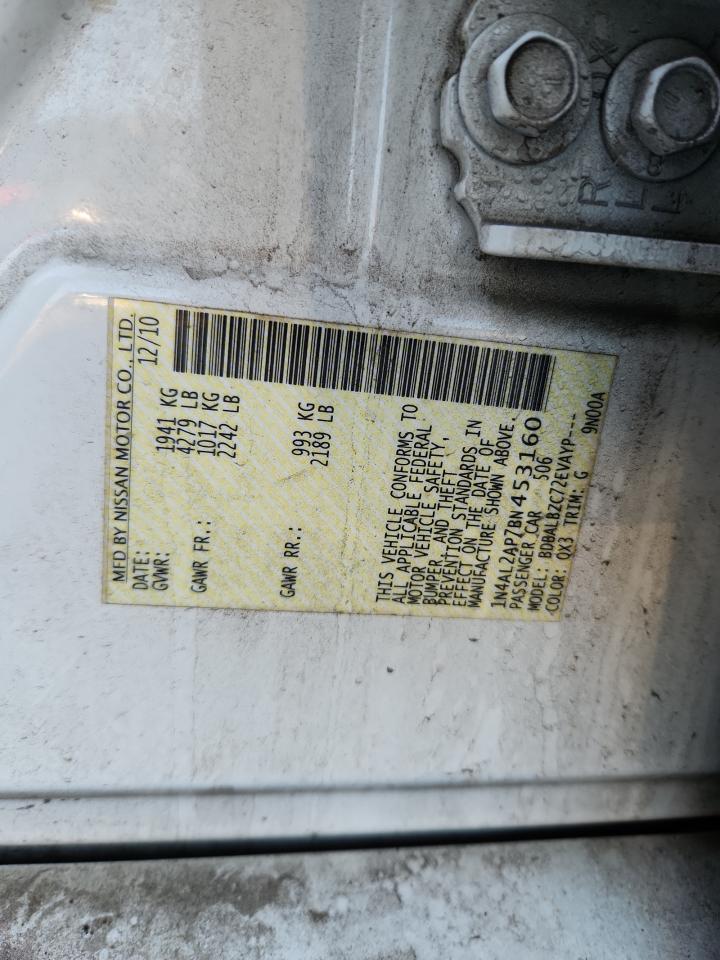 MFD BY NISSAN MOTOR CO., LTD.
DATE: 12/10
GVWR: 1941 KG
4279 LB
GAWR FR.: 1017 KG
2242 LB
GAWR RR.: 993 KG
2189 LB
THIS VEHICLE CONFORMS TO
ALL APPLICABLE FEDERAL
MOTOR VEHICLE SAFETY,
BUMPER, AND THEFT
PREVENTION STANDARDS IN
EFFECT ON THE DATE OF
MANUFACTURE SHOWN ABOVE.
1N4AL2AP7BN453160
PASSENGER CAR 506
MODEL: BDBALBZC72EVAYP---
COLOR: QX3 TRIM: G 9N00A